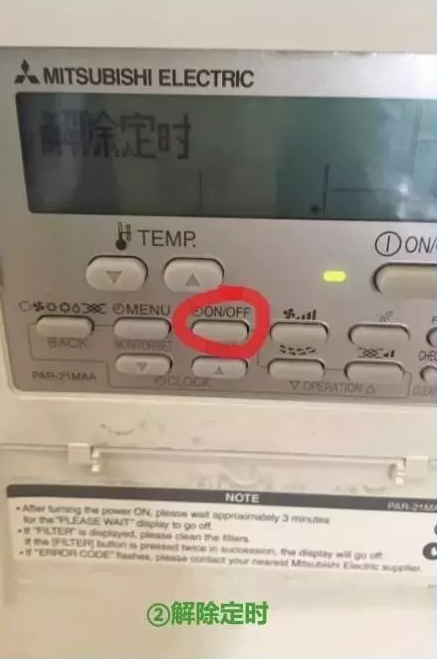 MITSUBISHI ELECTRIC
解除定时
TEMP.
ON/
MENU
ON/OFF
BACK
MONITOR/SET
PAR-21MAA
CLOCK
▽ OPERATION △
NOTE
PAR-21MA
• After turning the power ON, please wait approximately 3 minutes
for the "PLEASE WAIT" display to go off.
• If "FILTER" is displayed, please clean the filters.
If the [FILTER] button is pressed twice in succession, the display will go off.
• If "ERROR CODE" flashes, please contact your nearest Mitsubishi Electric supplier.
②解除定时